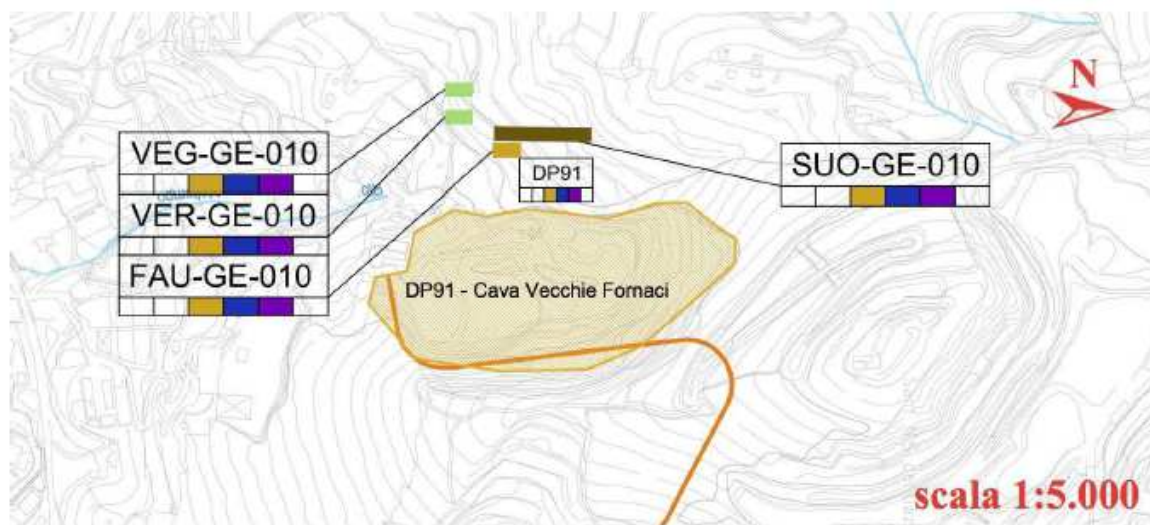 N
VEG-GE-010
VER-GE-010
FAU-GE-010
DP91
SUO-GE-010
DP91 - Cava Vecchie Fornaci
scala 1:5.000